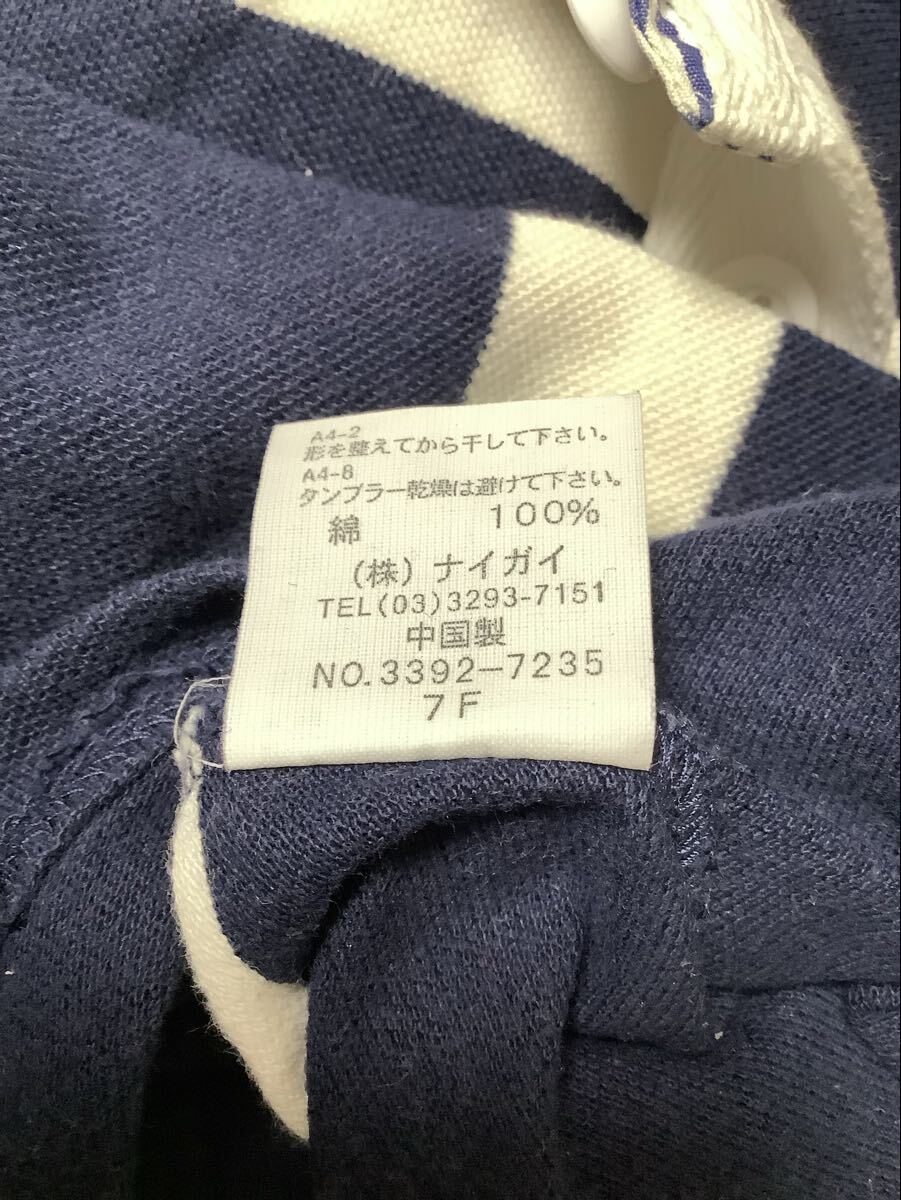 A4-2
形を整えてから干して下さい。
A4-8
タンブラー乾燥は避けて下さい。
綿 100%
(株) ナイガイ
TEL(03)3293-7151
中国製
NO.3392-7235
7F